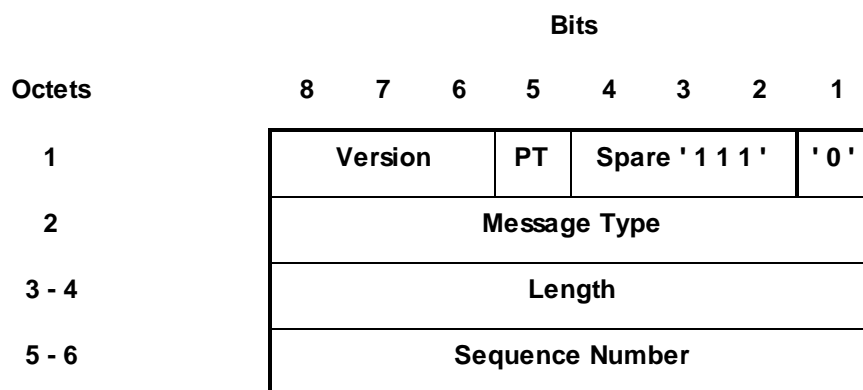 Bits
Octets 8 7 6 5 4 3 2 1
1 Version PT Spare ' 1 1 1 ' ' 0 '
2 Message Type
3 - 4 Length
5 - 6 Sequence Number